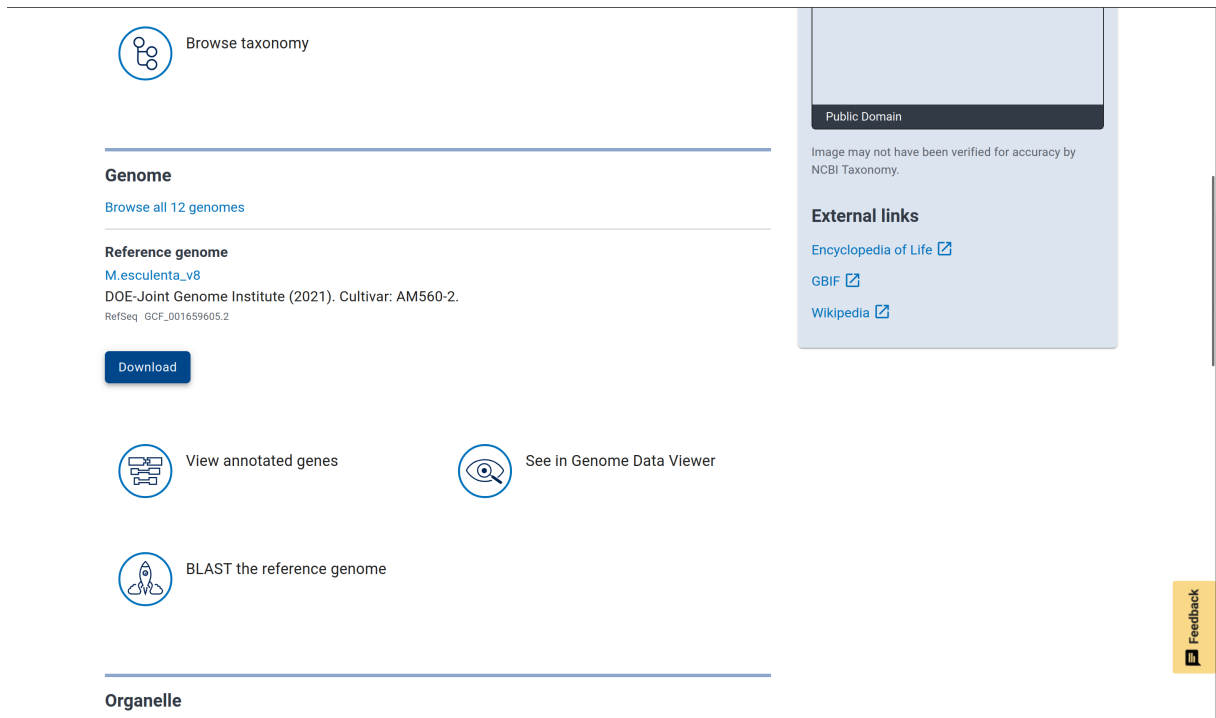 Browse taxonomy
Genome
Browse all 12 genomes
Reference genome
M.esculenta_v8
DOE-Joint Genome Institute (2021). Cultivar: AM560-2.
RefSeq GCF_001659605.2
Download
View annotated genes
See in Genome Data Viewer
BLAST the reference genome
Organelle
Public Domain
Image may not have been verified for accuracy by
NCBI Taxonomy.
External links
Encyclopedia of Life
GBIF
Wikipedia
Feedback